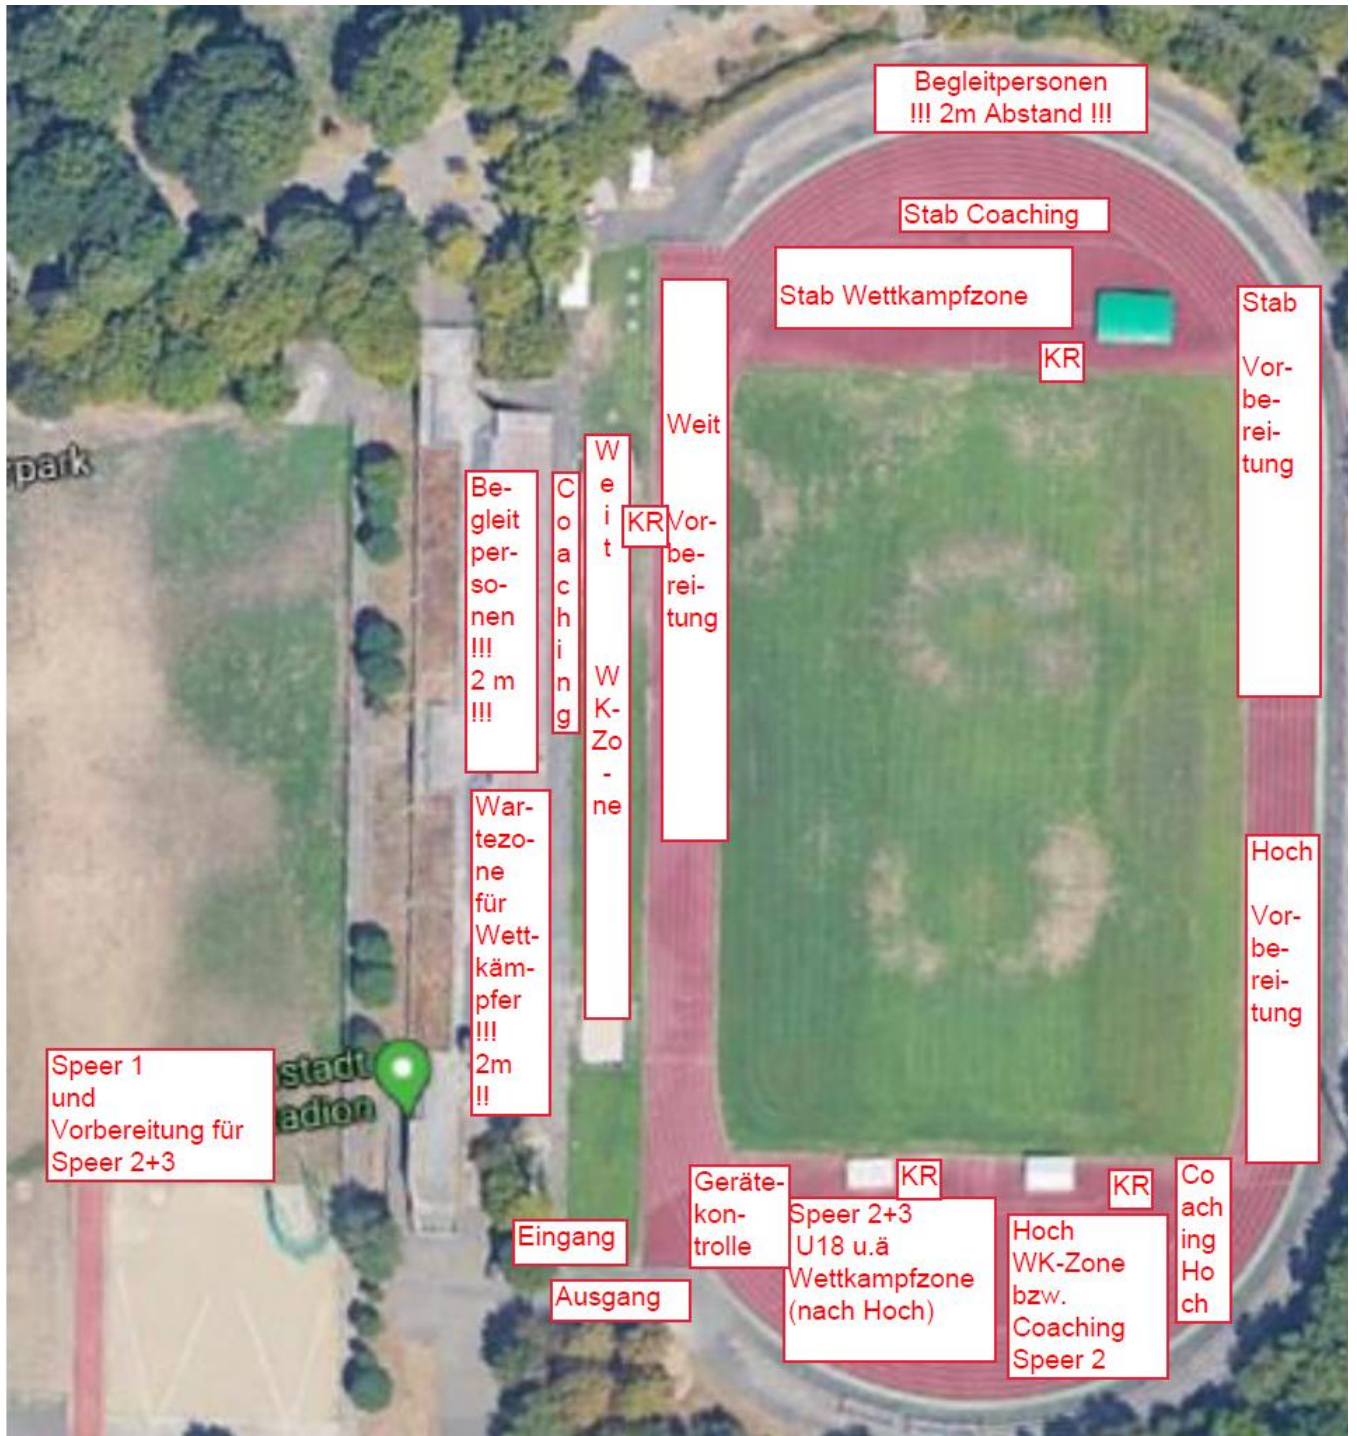 Begleitpersonen
!!! 2m Abstand !!!
Stab Coaching
Stab Wettkampfzone
KR
Stab
Vor-
be-
rei-
tung
Weit
Vor-
be-
rei-
tung
KR
W
e
i
t
W
K-
Zo-
-
ne
C
o
a
c
h
i
n
g
Be-
gleit
per-
so-
nen
!!!
2 m
!!!
rpark
War-
tezo-
ne
für
Wett-
käm-
pfer
!!!
2m
!!
Hoch
Vor-
be-
rei-
tung
Speer 1
und
Vorbereitung für
Speer 2+3
stadt
adion
Eingang
Ausgang
Geräte-
kon-
trolle
KR
Speer 2+3
U18 u.ä
Wettkampfzone
(nach Hoch)
KR
Hoch
WK-Zone
bzw.
Coaching
Speer 2
Co
ach
ing
Ho
ch